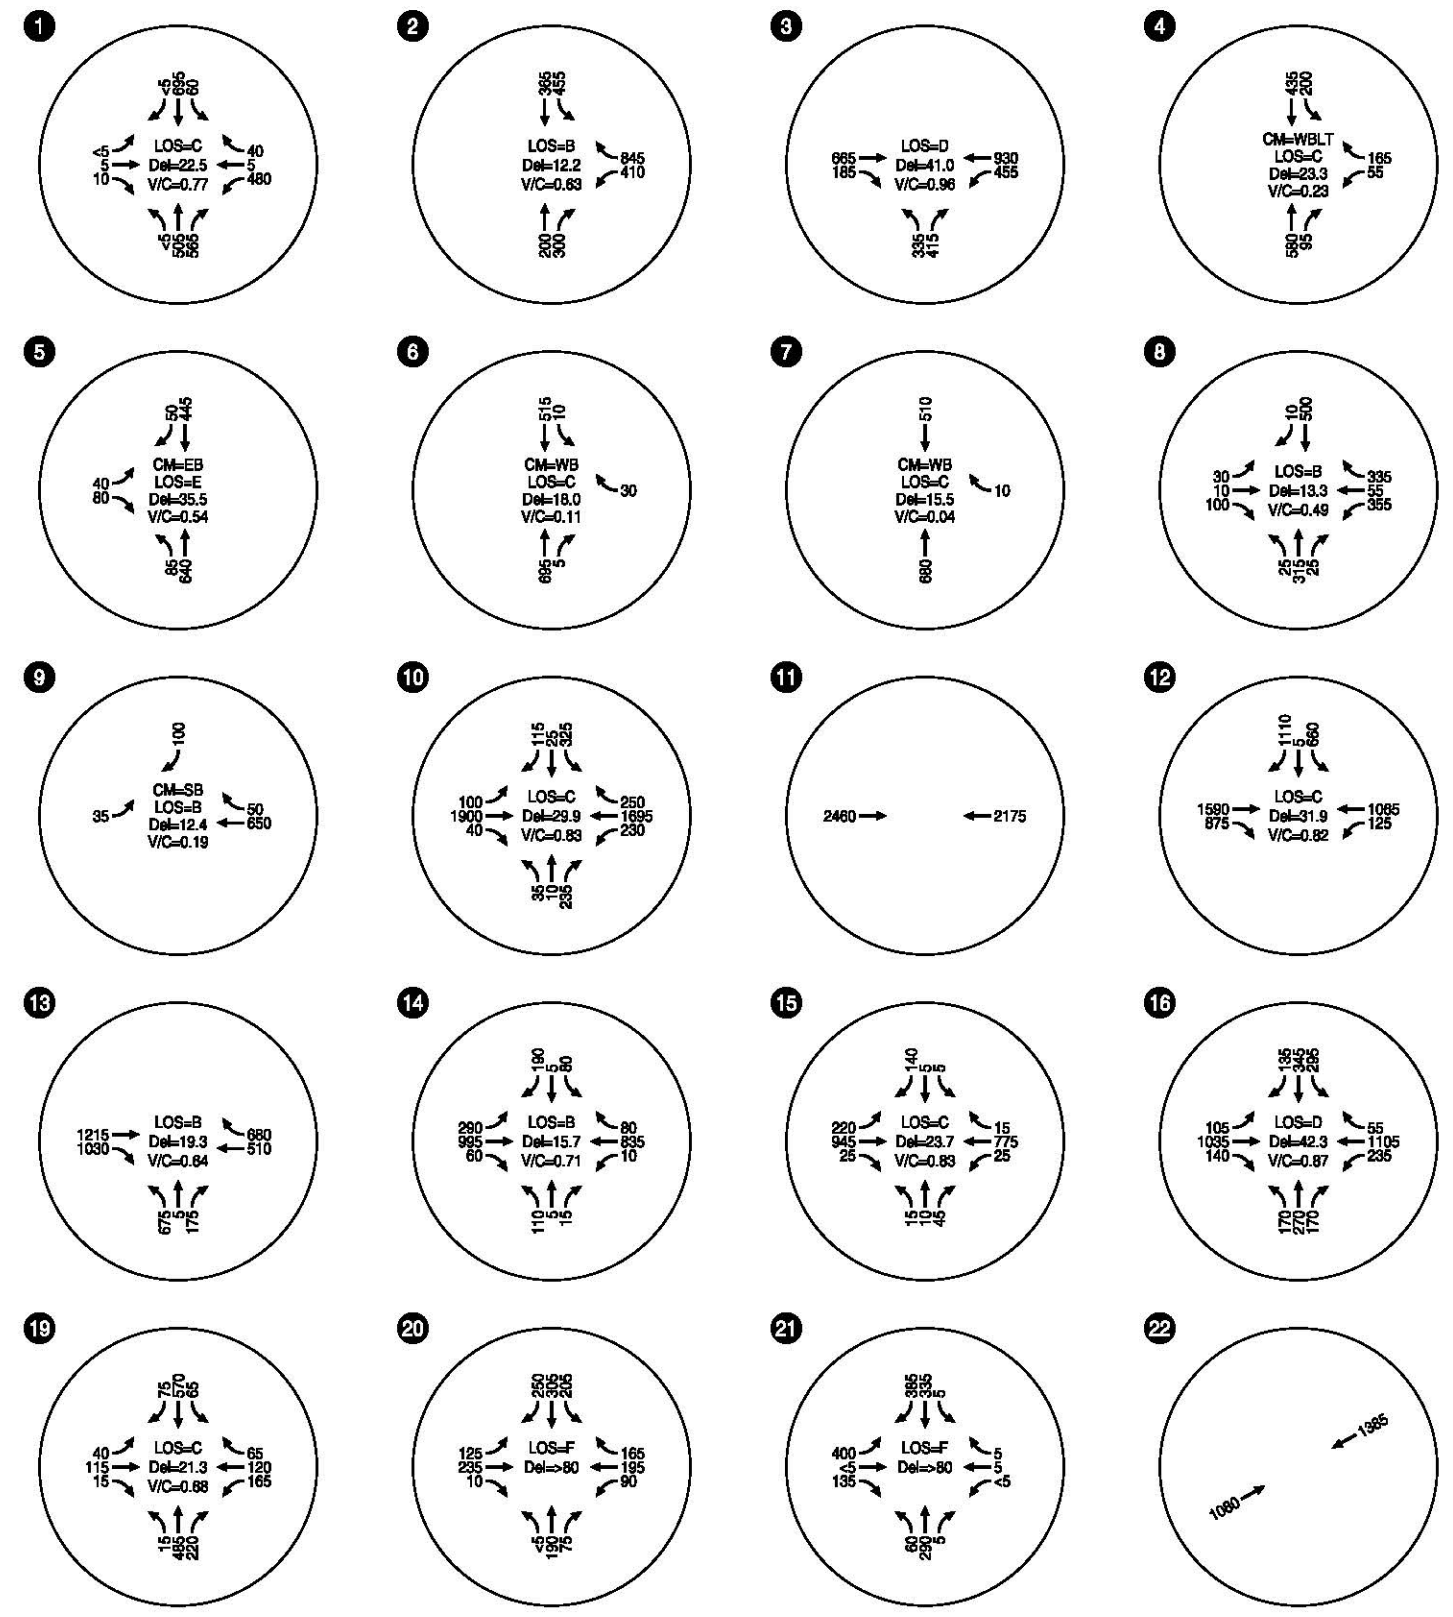 1
<5 695 60
LOS=C
Del=22.5
V/C=0.77
<5
5
10
40
5
480
<5 505 565
2
365 455
LOS=B
Del=12.2
V/C=0.63
845
410
200 300
3
LOS=D
Del=41.0
V/C=0.96
665
185
930
455
335 415
4
435 200
CM=WBLT
LOS=C
Del=23.3
V/C=0.23
165
55
580 95
5
50 445
CM=EB
LOS=E
Del=35.5
V/C=0.54
40
80
85 640
6
515 10
CM=WB
LOS=C
Del=18.0
V/C=0.11
30
695 5
7
510
CM=WB
LOS=C
Del=15.5
V/C=0.04
10
680
8
10 500
LOS=B
Del=13.3
V/C=0.49
30
10
100
335
55
355
25 315 25
9
100
CM=SB
LOS=B
Del=12.4
V/C=0.19
35
50
650
10
115 25 325
LOS=C
Del=29.9
V/C=0.83
100
1900
40
250
1695
230
35 10 235
11
2460
2175
12
1110 5 660
LOS=C
Del=31.9
V/C=0.82
1590
875
1065
125
13
LOS=B
Del=19.3
V/C=0.64
1215
1030
680
510
675 5 175
14
190 5 80
LOS=B
Del=15.7
V/C=0.71
290
995
60
80
835
10
110 5 15
15
140 5 5
LOS=C
Del=23.7
V/C=0.83
220
945
25
15
775
25
15 10 45
16
135 345 295
LOS=D
Del=42.3
V/C=0.87
105
1035
140
55
1105
235
170 270 170
19
75 570 65
LOS=C
Del=21.3
V/C=0.68
40
115
15
65
120
165
15 485 220
20
250 305 205
LOS=F
Del=>80
125
235
10
165
195
90
<5 190 75
21
385 335 5
LOS=F
Del=>80
400
<5
135
5
5
<5
60 290 5
22
1385
1080